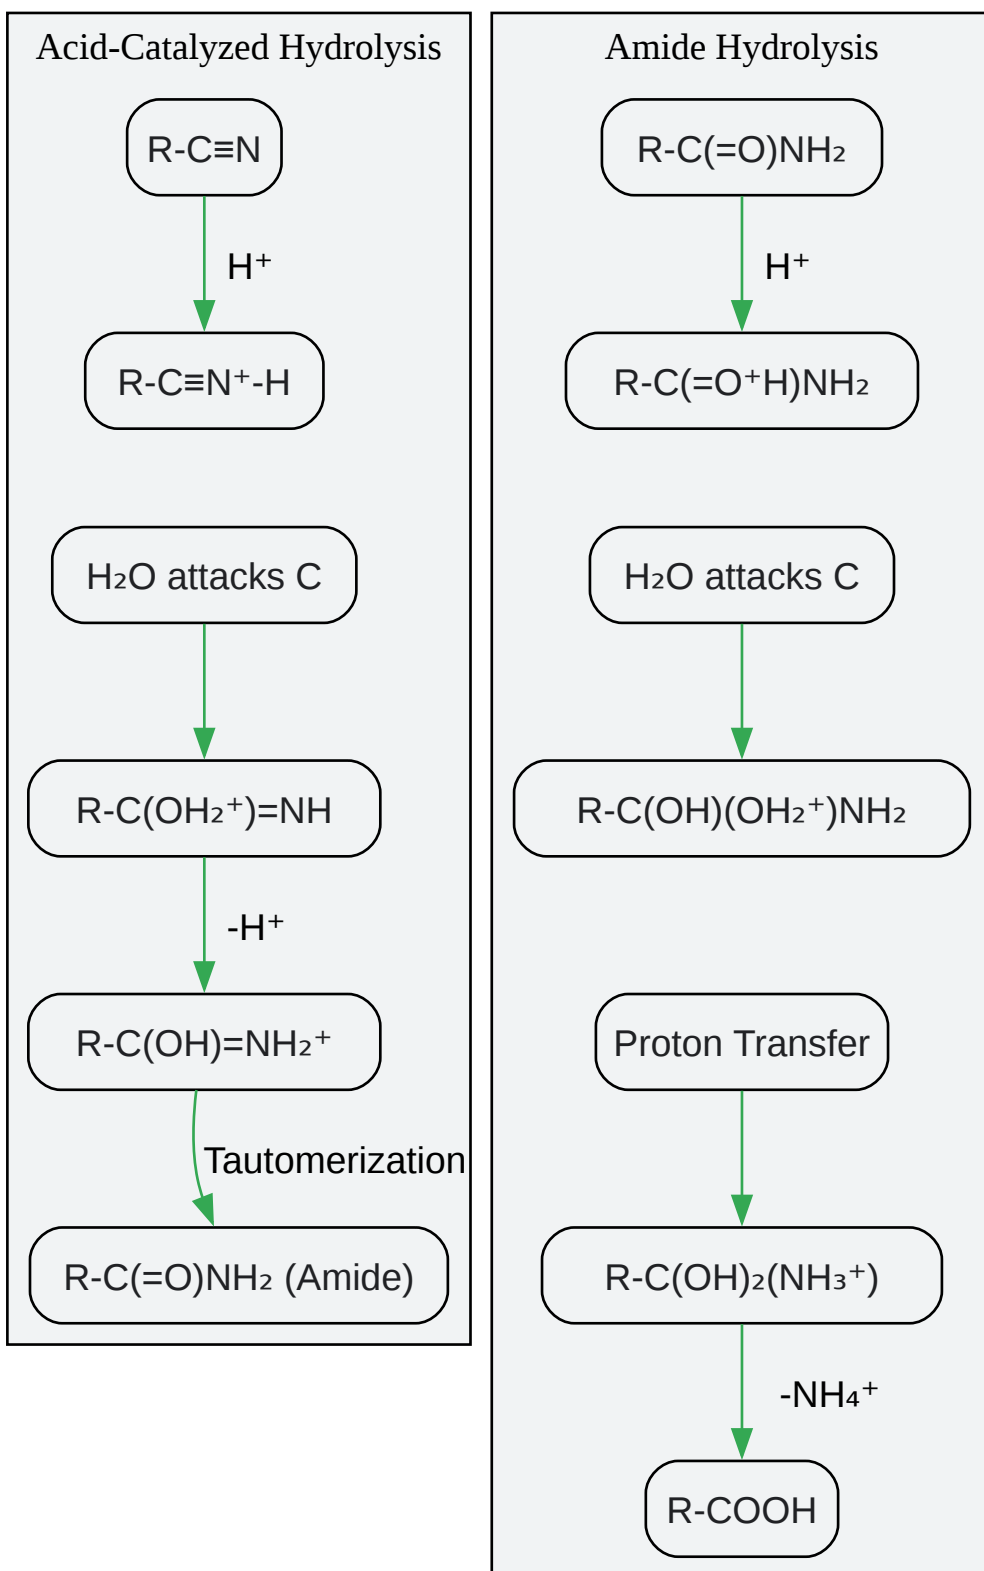 Acid-Catalyzed Hydrolysis
R-C≡N
H⁺
R-C≡N⁺-H
H₂O attacks C
R-C(OH₂⁺)=NH
-H⁺
R-C(OH)=NH₂⁺
Tautomerization
R-C(=O)NH₂ (Amide)
Amide Hydrolysis
R-C(=O)NH₂
H⁺
R-C(=O⁺H)NH₂
H₂O attacks C
R-C(OH)(OH₂⁺)NH₂
Proton Transfer
R-C(OH)₂(NH₃⁺)
-NH₄⁺
R-COOH